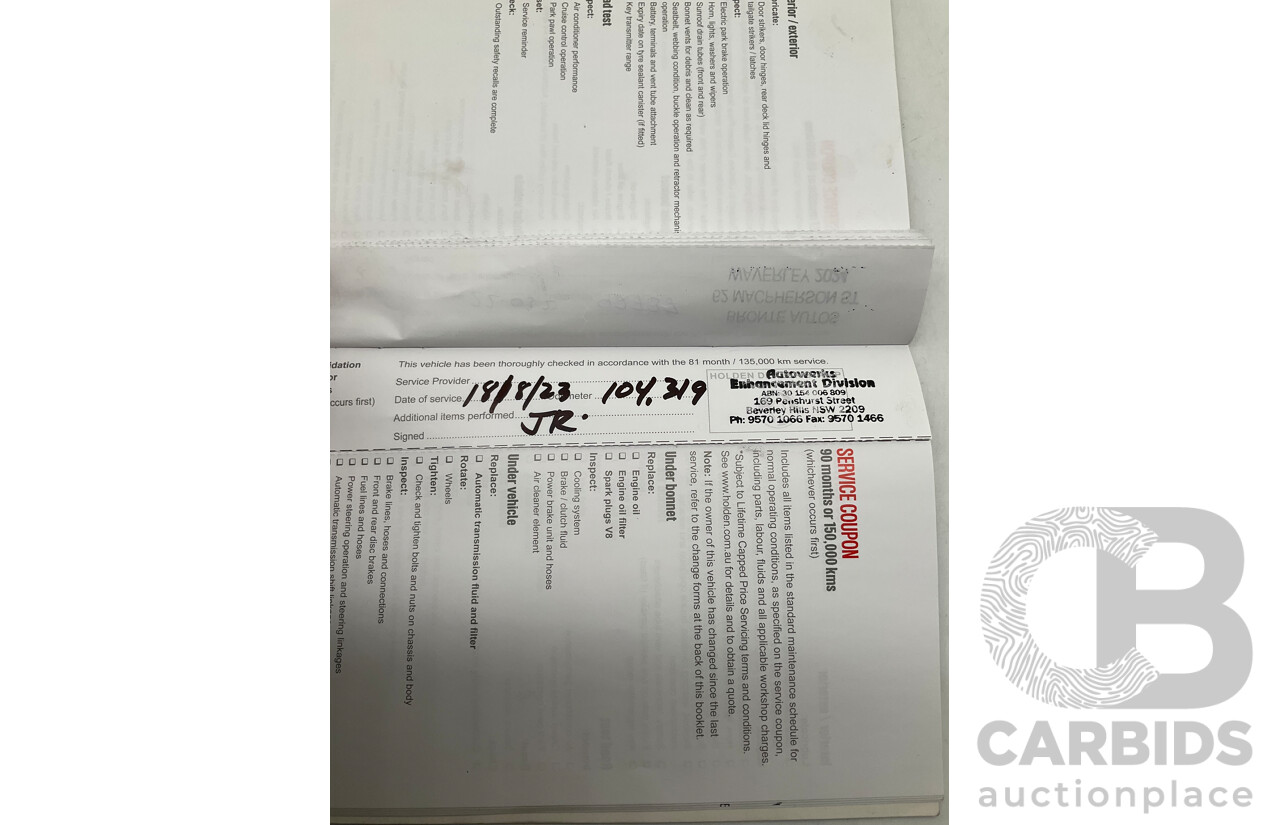 erior / exterior
ricate:
Door strikers, door hinges, rear deck lid hinges and
tailgate strikers / latches
pect:
Electric park brake operation
Horn, lights, washers and wipers
Sunroof drain tubes (front and rear)
Bonnet vents for debris and clean as required
Seatbelt, webbing condition, buckle operation and retractor mechani
operation
Battery, terminals and vent tube attachment
Expiry date on tyre sealant canister (if fitted)
Key transmitter range
d test
pect:
Air conditioner performance
Cruise control operation
Park pawl operation
set:
Service reminder
eck:
Outstanding safety recalls are complete
WAVERLEY 2024
62 MACPHERSON ST
BRONTE AUTOS
dation
or
s
ccurs first)
This vehicle has been thoroughly checked in accordance with the 81 month / 135,000 km service.
Service Provider
Date of service 18/8/23 Odometer 104,319
Additional items performed JR.
Signed
HOLDEN D
Autowerks
Enhancement Division
ABN: 30 154 006 809
169 Penshurst Street
Beverley Hills NSW 2209
Ph: 9570 1066 Fax: 9570 1466
SERVICE COUPON
90 months or 150,000 kms
(whichever occurs first)
Includes all items listed in the standard maintenance schedule for
normal operating conditions, as specified on the service coupon,
including parts, labour, fluids and all applicable workshop charges.
*Subject to Lifetime Capped Price Servicing terms and conditions.
See www.holden.com.au for details and to obtain a quote.
Note: If the owner of this vehicle has changed since the last
service, refer to the change forms at the back of this booklet.
Under bonnet
Replace:
Engine oil
Engine oil filter
Spark plugs V8
Inspect:
Cooling system
Brake / clutch fluid
Power brake unit and hoses
Air cleaner element
Under vehicle
Replace:
Automatic transmission fluid and filter
Rotate:
Wheels
Tighten:
Check and tighten bolts and nuts on chassis and body
Inspect:
Brake lines, hoses and connections
Front and rear disc brakes
Fuel lines and hoses
Power steering operation and steering linkages
Automatic transmission shift
CB
CARBIDS
auctionplace